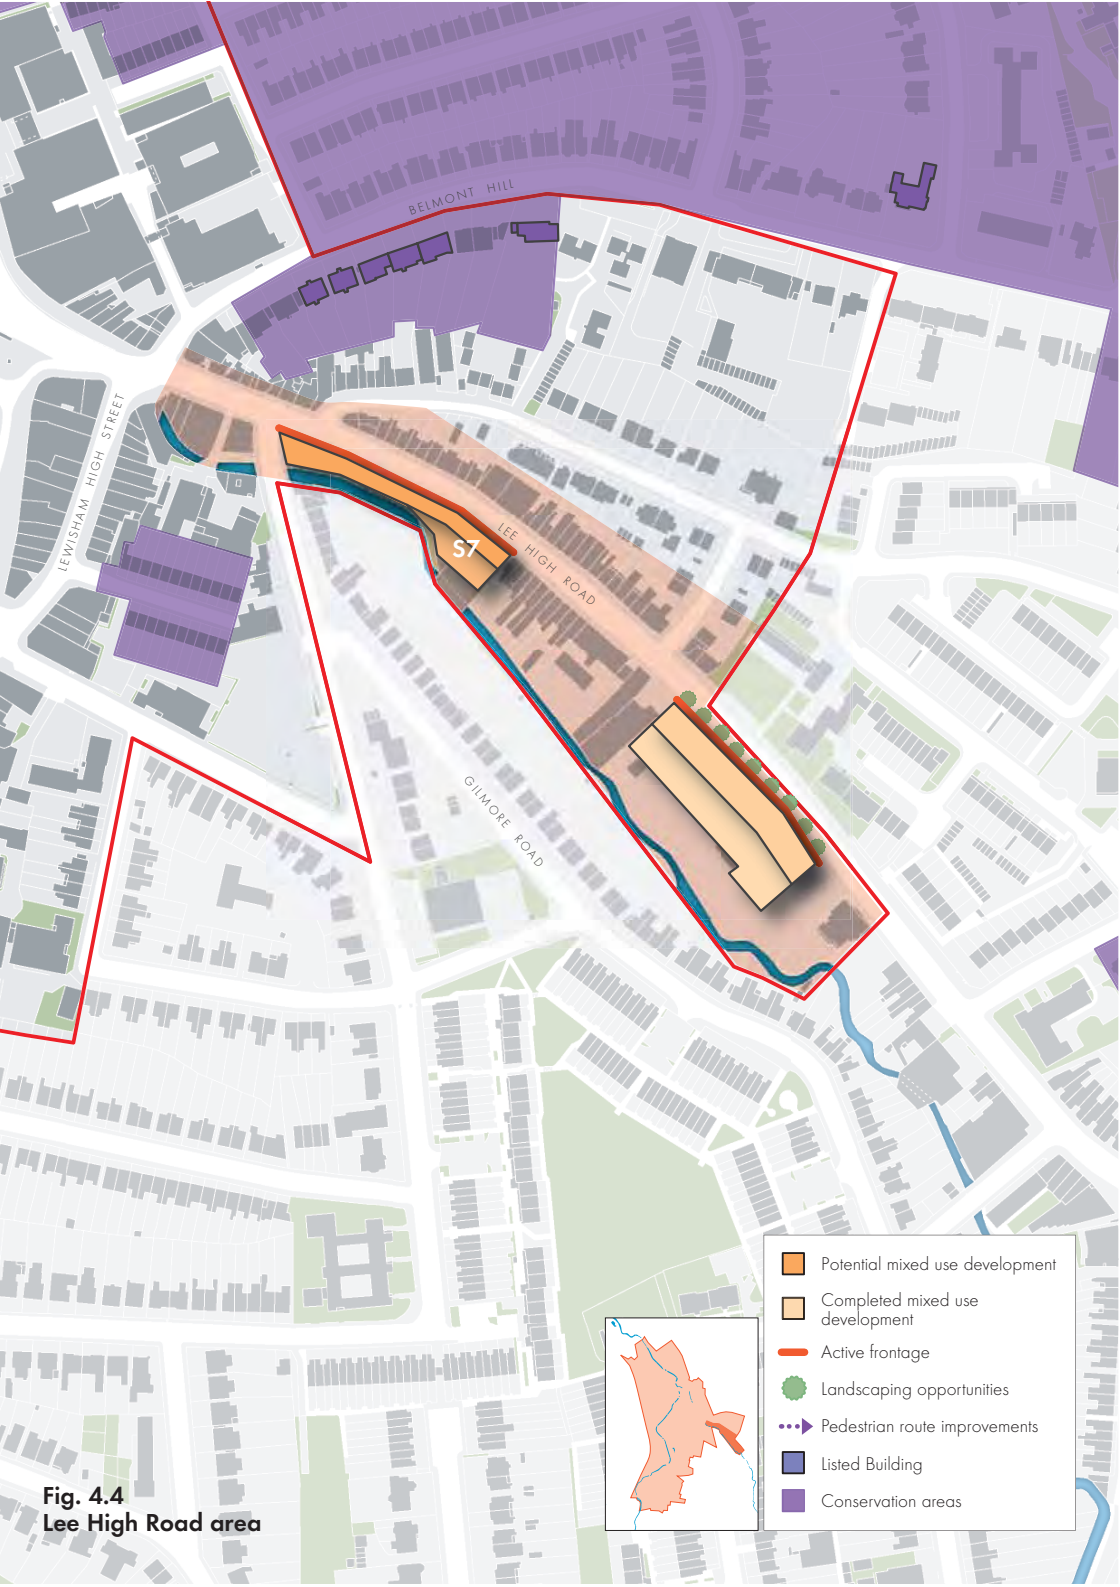 BELMONT HILL
LEWISHAM HIGH STREET
S7
LEE HIGH ROAD
GILMORE ROAD
Potential mixed use development
Completed mixed use
development
Active frontage
Landscaping opportunities
Pedestrian route improvements
Listed Building
Conservation areas
Fig. 4.4
Lee High Road area